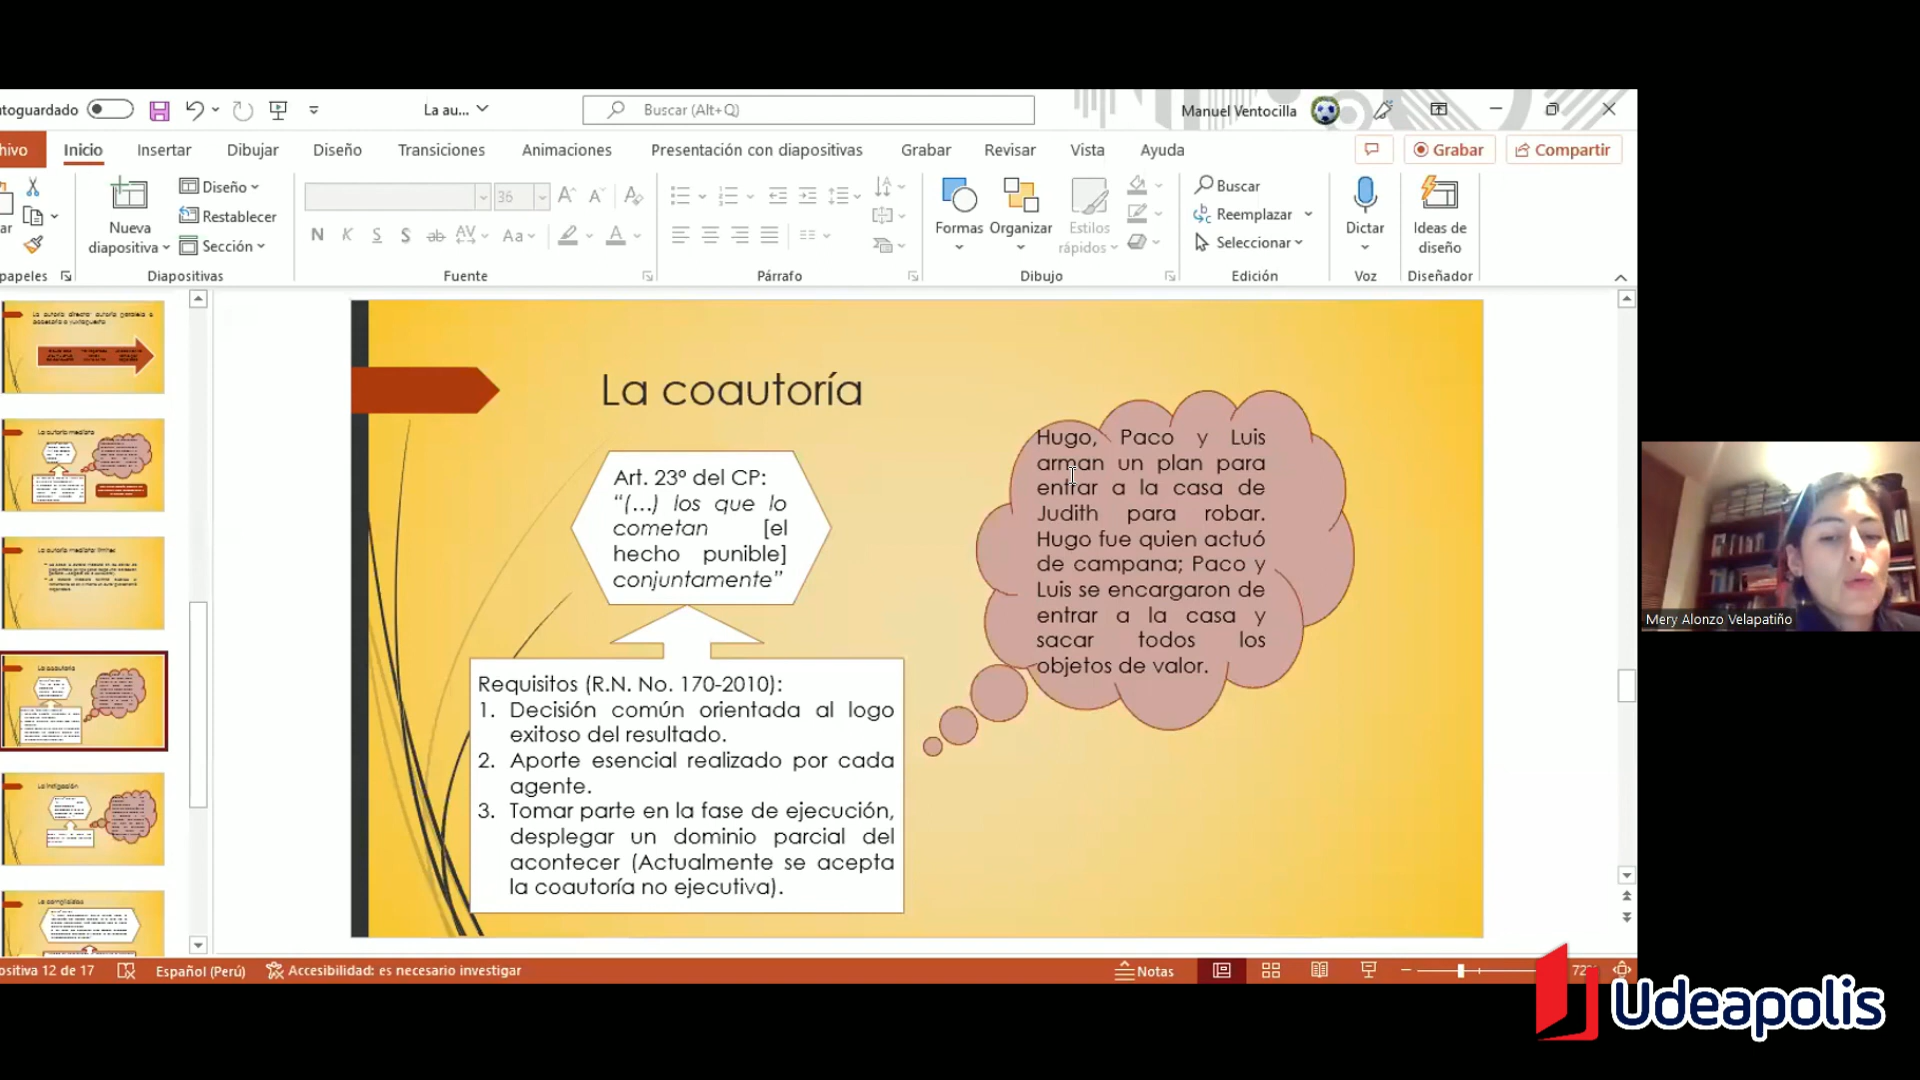 toguardado
La au...
Buscar (Alt+Q)
Manuel Ventocilla
hivo
Inicio
Insertar
Dibujar
Diseño
Transiciones
Animaciones
Presentación con diapositivas
Grabar
Revisar
Vista
Ayuda
Grabar
Compartir
ar
papeles
Nueva
diapositiva
Diseño
Restablecer
Sección
Diapositivas
36
N K S S ab AV Aa A
Fuente
Párrafo
Formas
Organizar
Estilos
rápidos
Dibujo
Buscar
Reemplazar
Seleccionar
Edición
Dictar
Voz
Ideas de
diseño
Diseñador
La coautoría
Art. 23° del CP:
“(…) los que lo
cometan [el
hecho punible]
conjuntamente”
Requisitos (R.N. No. 170-2010):
1. Decisión común orientada al logo
exitoso del resultado.
2. Aporte esencial realizado por cada
agente.
3. Tomar parte en la fase de ejecución,
desplegar un dominio parcial del
acontecer (Actualmente se acepta
la coautoría no ejecutiva).
Hugo, Paco y Luis
arman un plan para
entrar a la casa de
Judith para robar.
Hugo fue quien actuó
de campana; Paco y
Luis se encargaron de
entrar a la casa y
sacar todos los
objetos de valor.
Mery Alonzo Velapatiño
ositiva 12 de 17
Español (Perú)
Accesibilidad: es necesario investigar
Notas
72%
Udeapolis